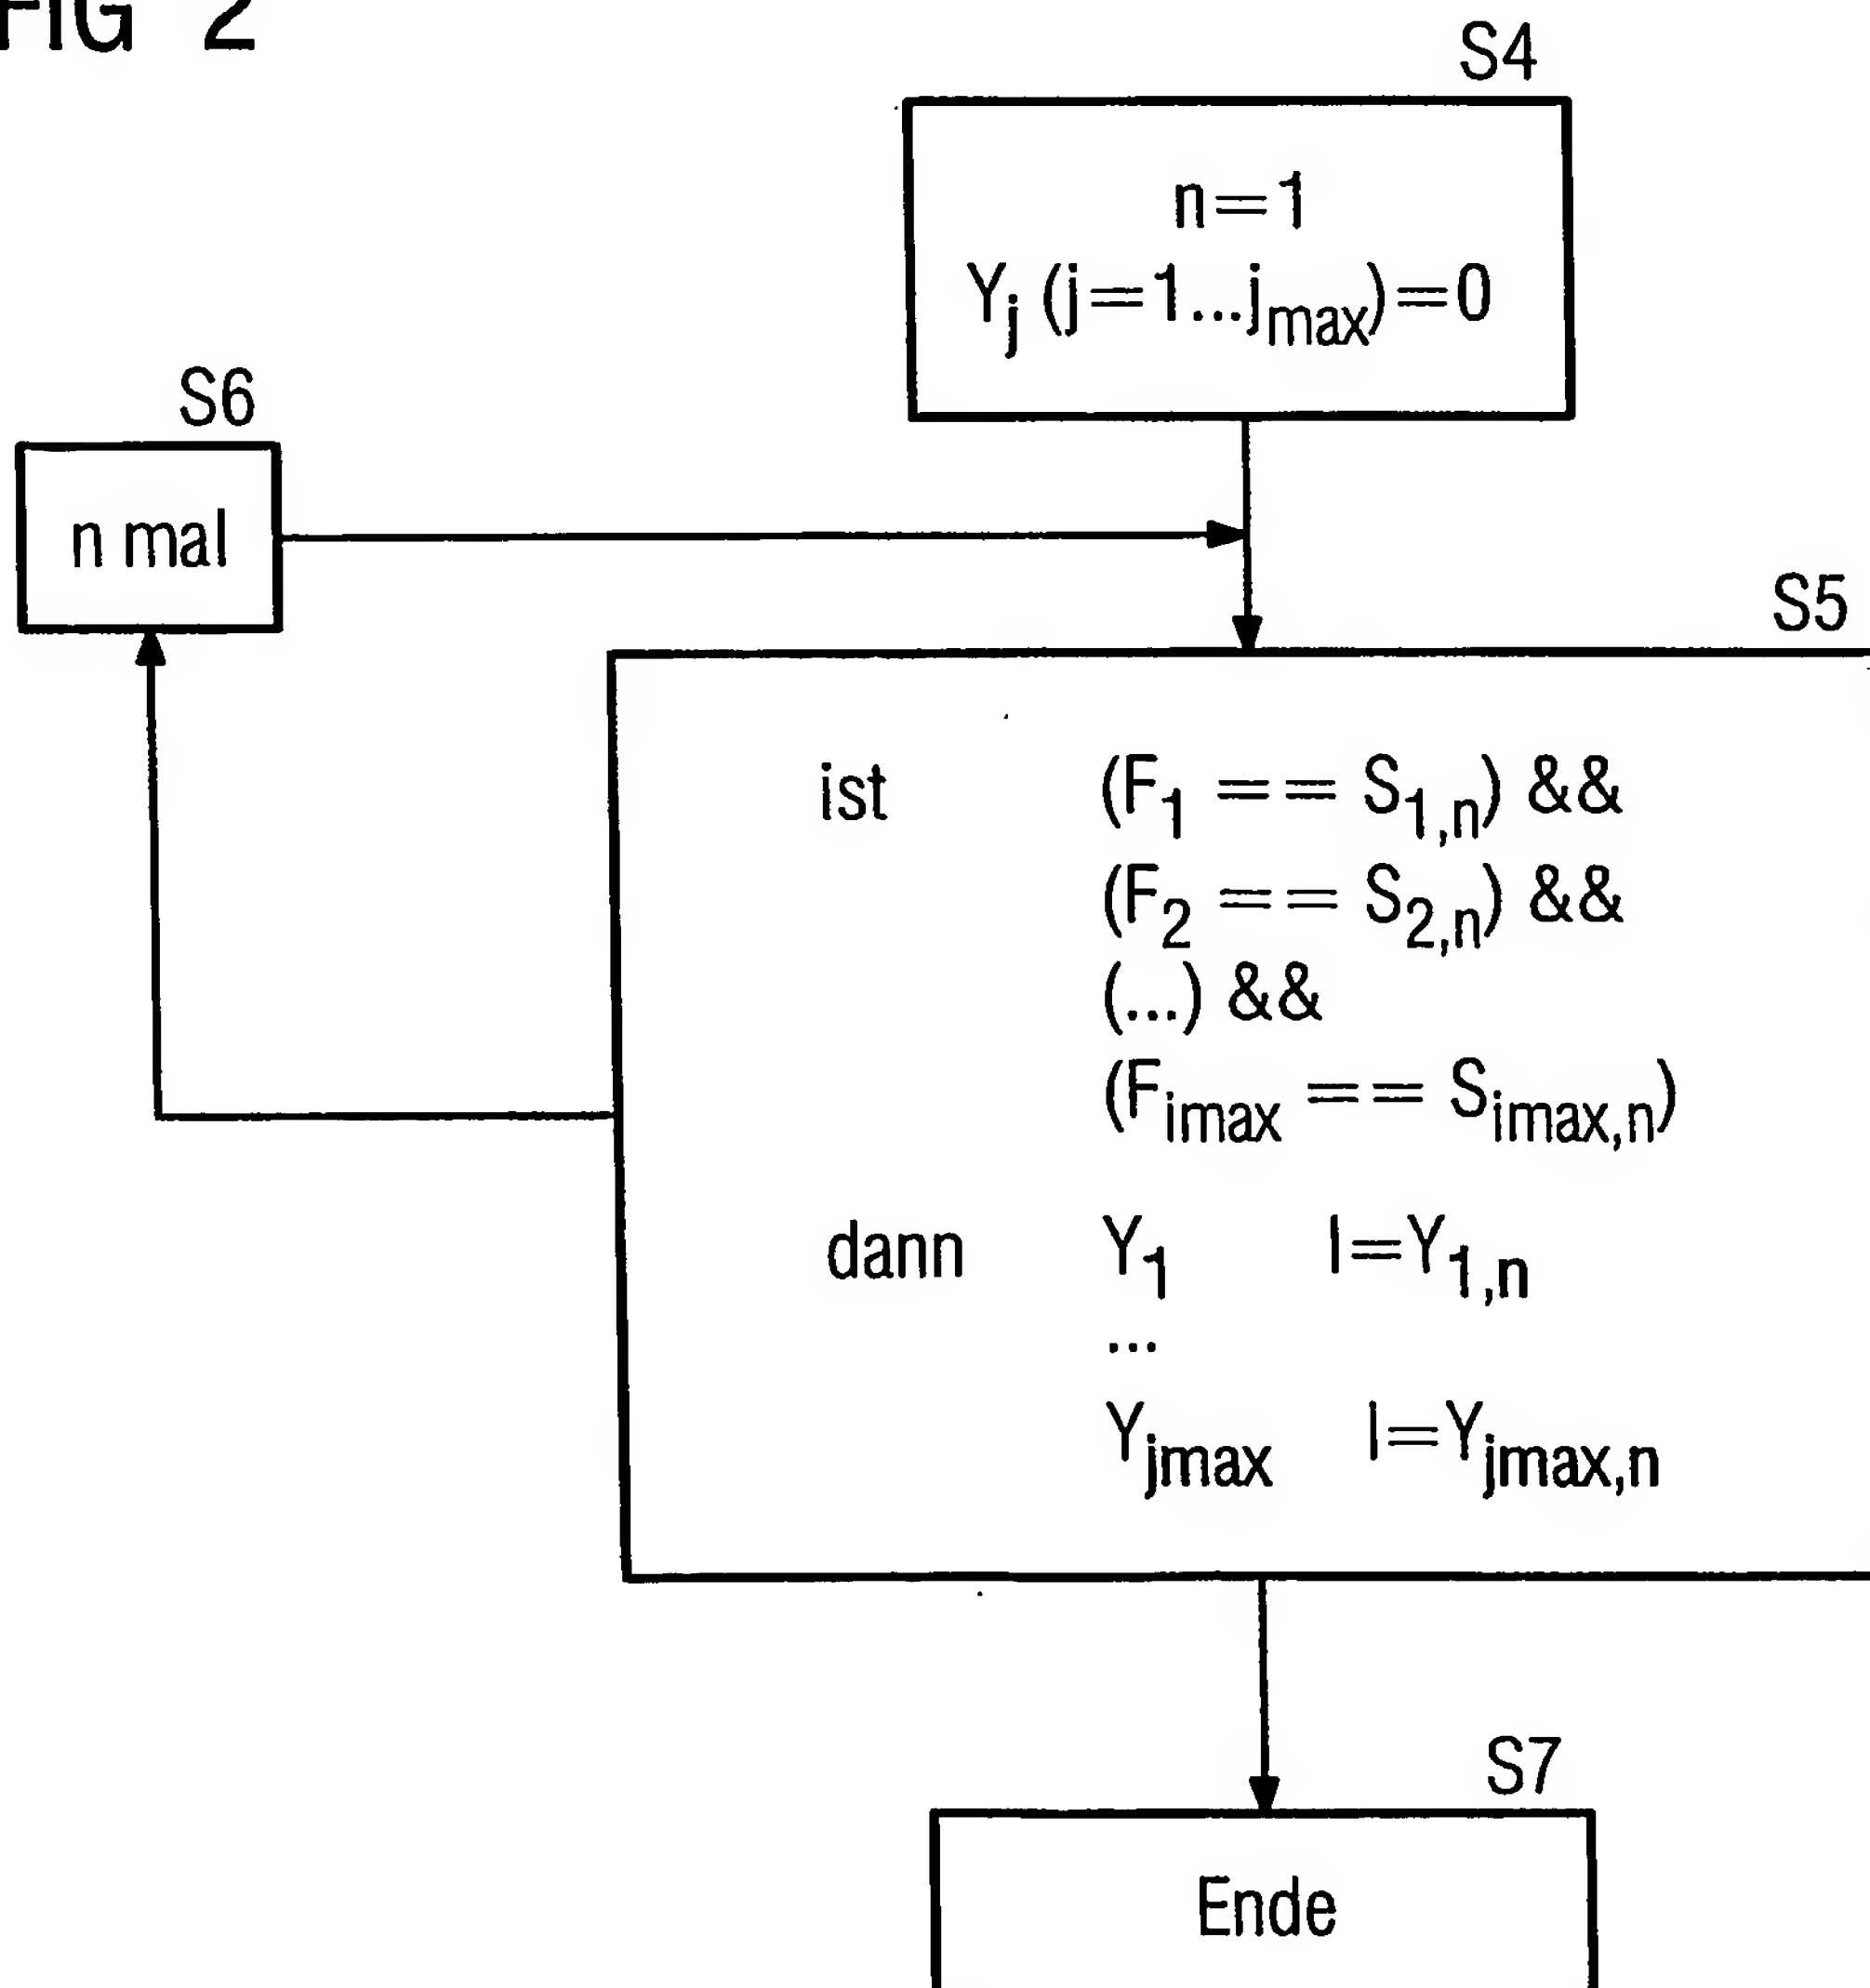 FIG 2
S4
n=1
Yj (j=1...jmax)=0
S6
n mal
S5
ist (F1 == S1,n) &&
(F2 == S2,n) &&
(...) &&
(Fimax == Simax,n)
dann Y1 I=Y1,n
...
Yjmax I=Yjmax,n
S7
Ende